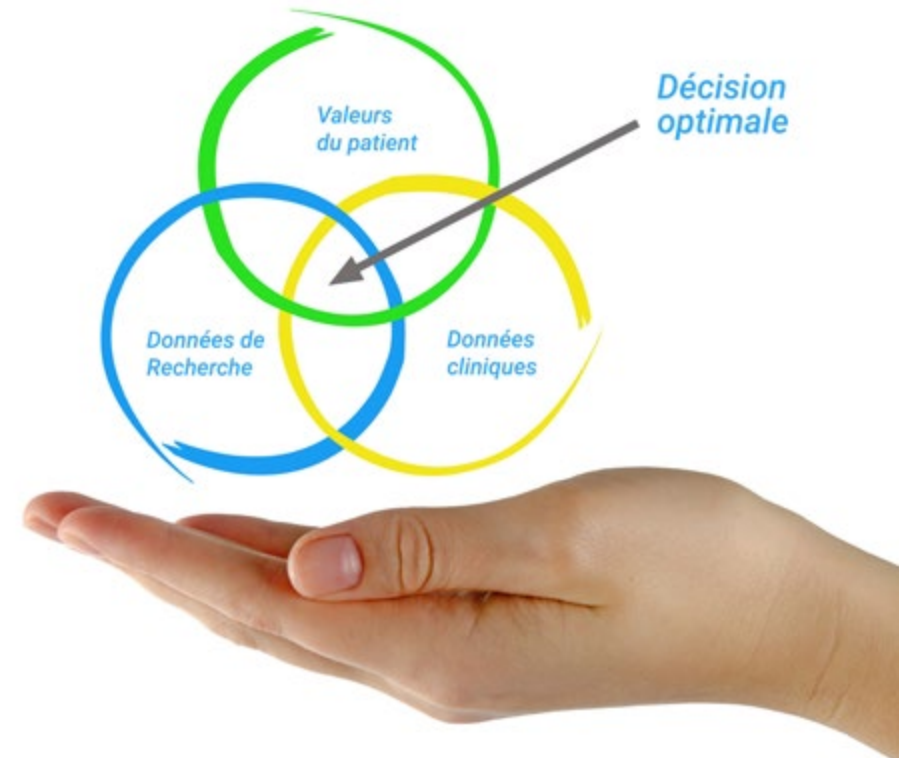 Valeurs
du patient
Décision
optimale
Données de
Recherche
Données
cliniques